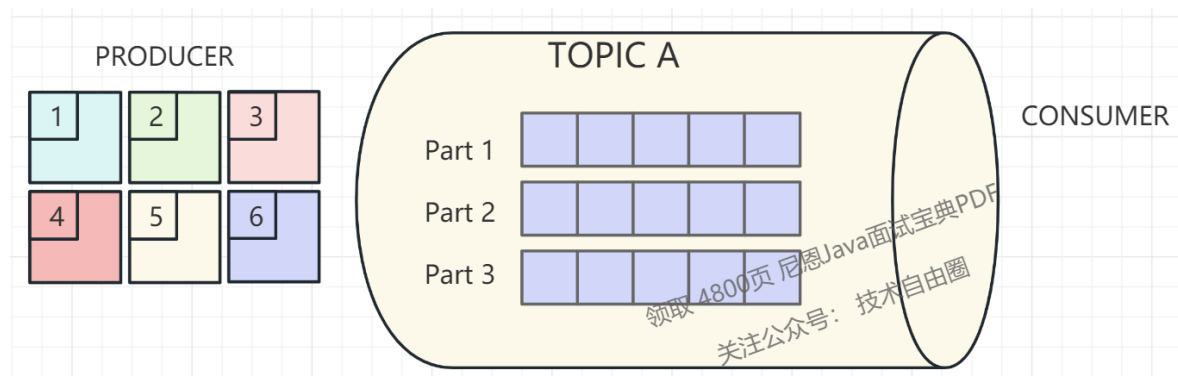 PRODUCER
1
2
3
4
5
6
TOPIC A
Part 1
Part 2
Part 3
CONSUMER
领取 4800页 尼恩Java面试宝典PDF
关注公众号： 技术自由圈